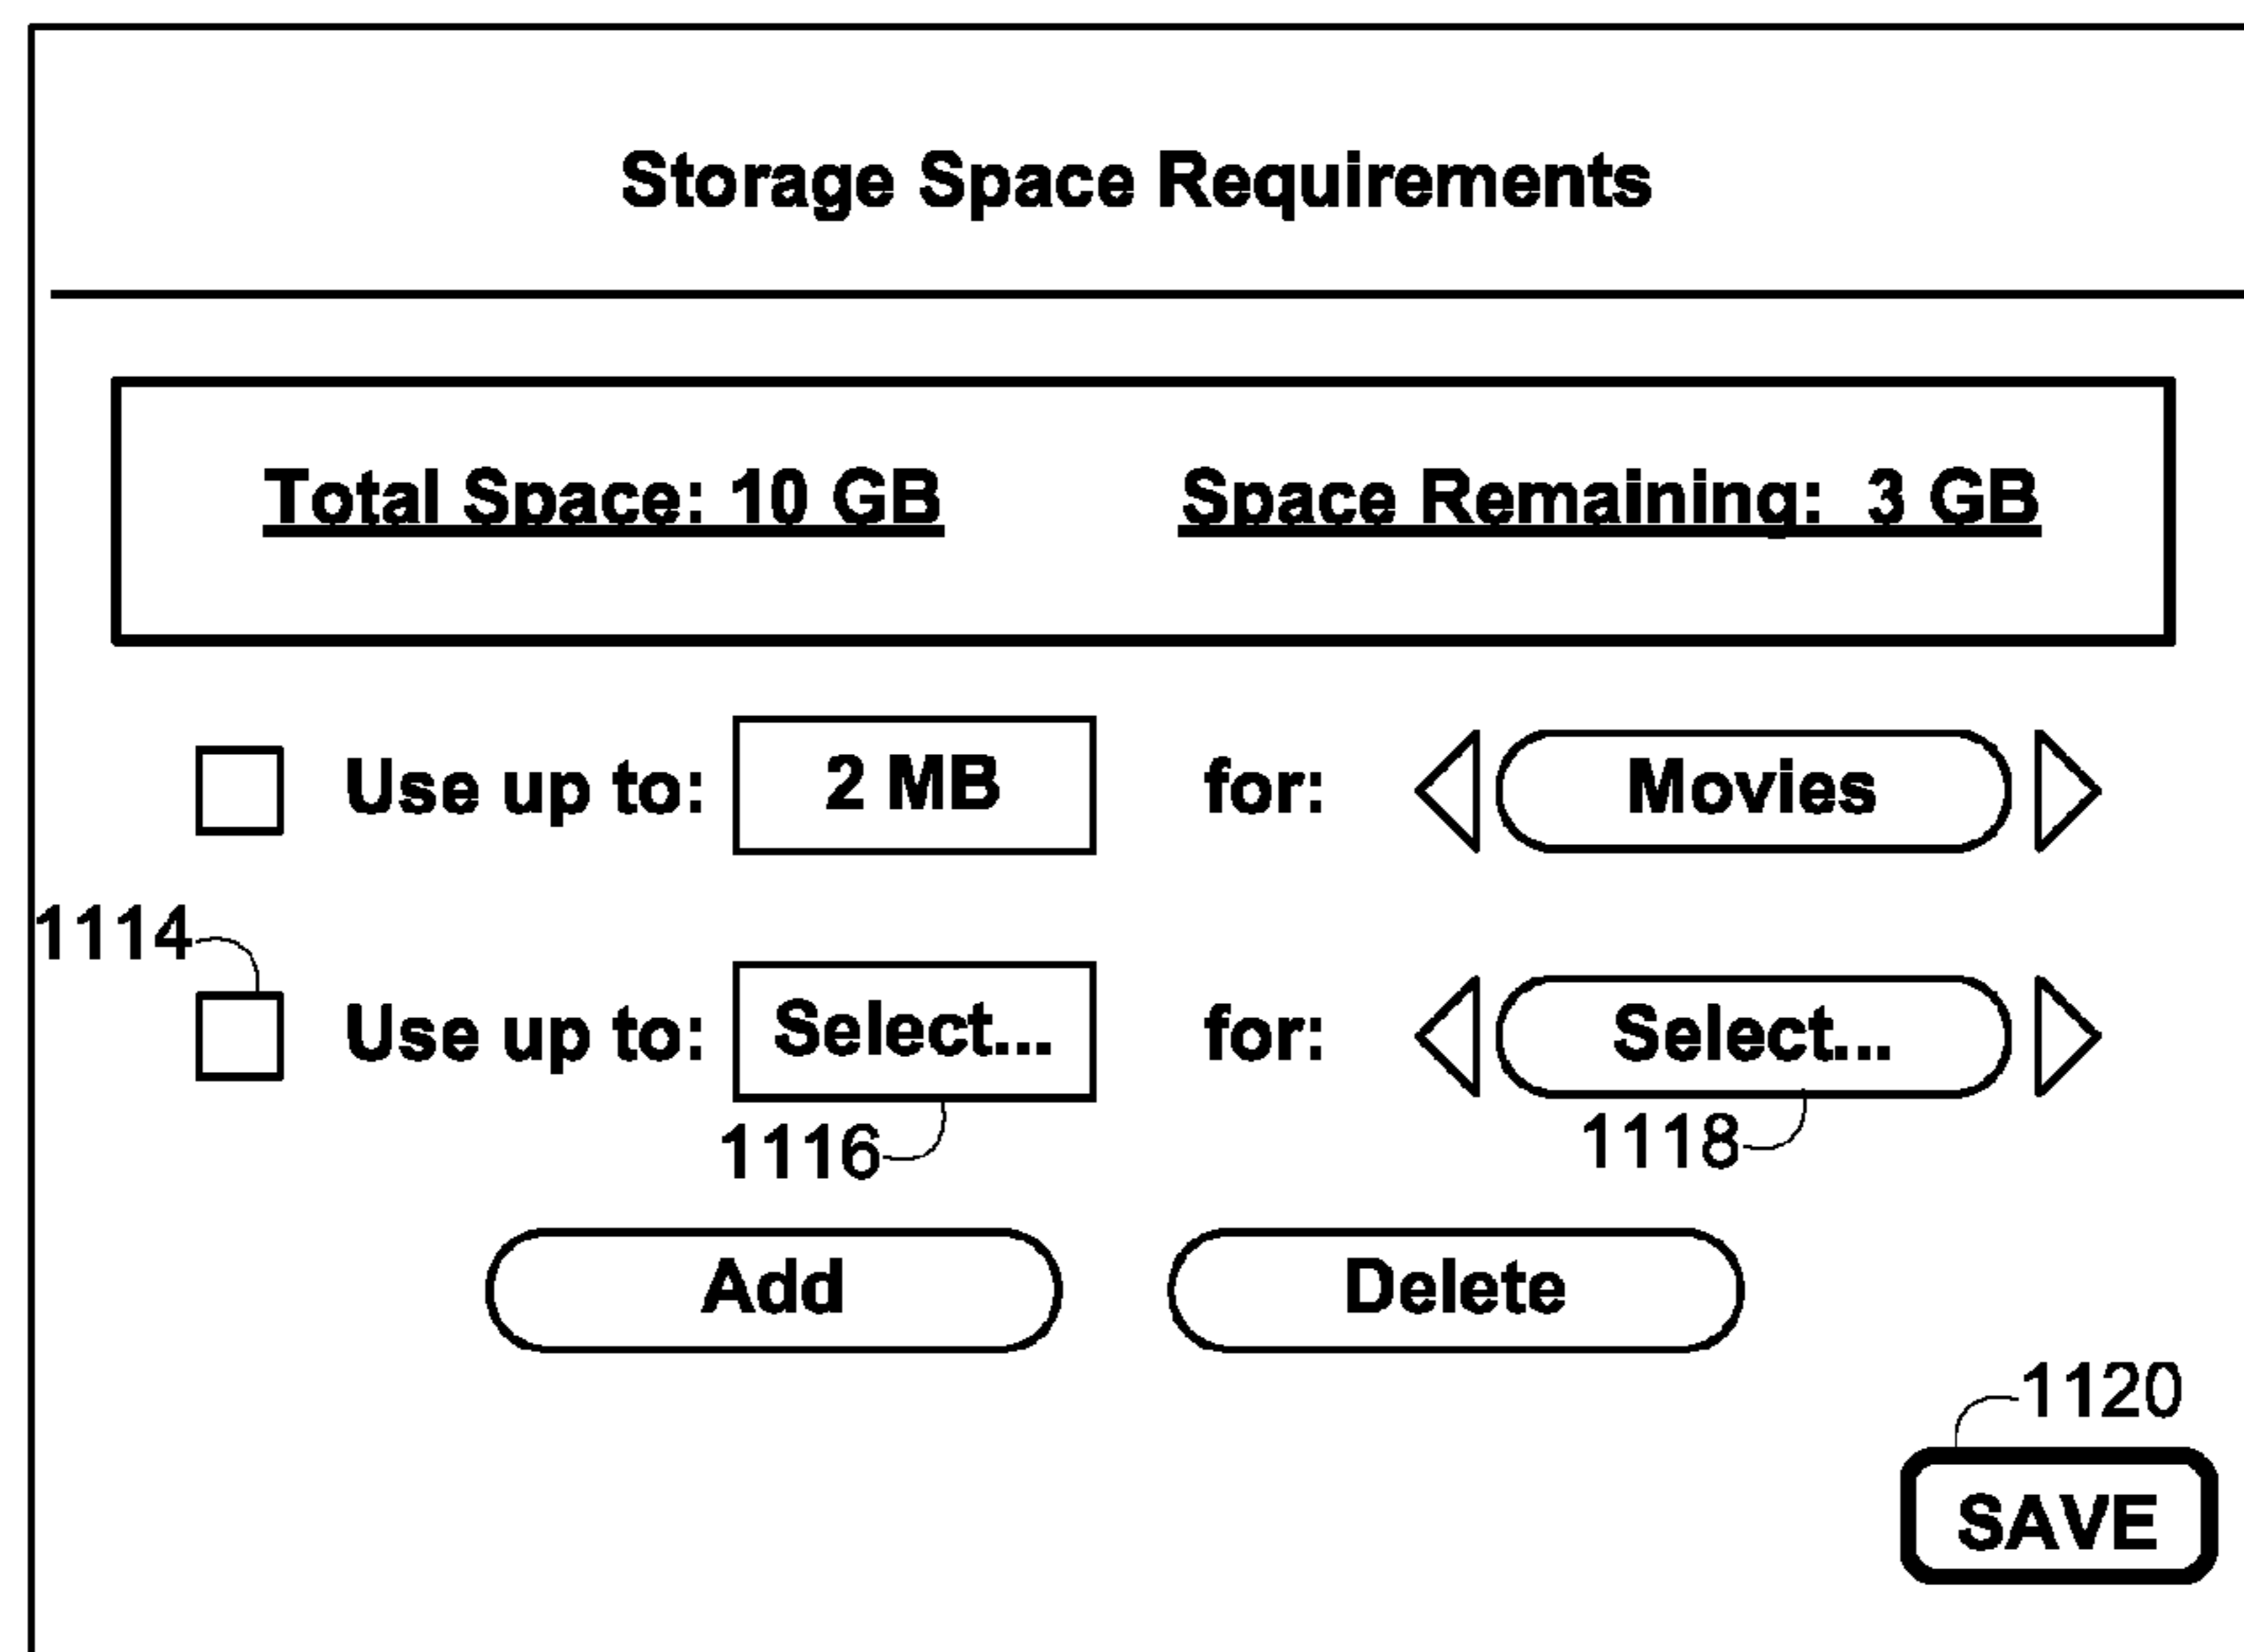 Storage Space Requirements
Total Space: 10 GB Space Remaining: 3 GB
Use up to: 2 MB for: Movies
1114
Use up to: Select... for: Select...
1116 1118
Add Delete
1120
SAVE